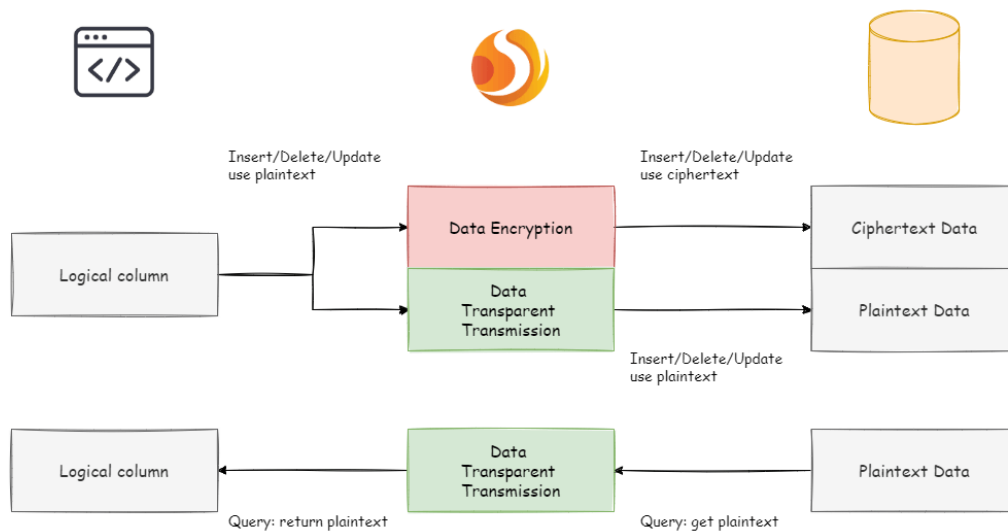 </>
Insert/Delete/Update
use plaintext
Insert/Delete/Update
use ciphertext
Logical column
Data Encryption
Ciphertext Data
Data
Transparent
Transmission
Plaintext Data
Insert/Delete/Update
use plaintext
Logical column
Data
Transparent
Transmission
Plaintext Data
Query: return plaintext
Query: get plaintext